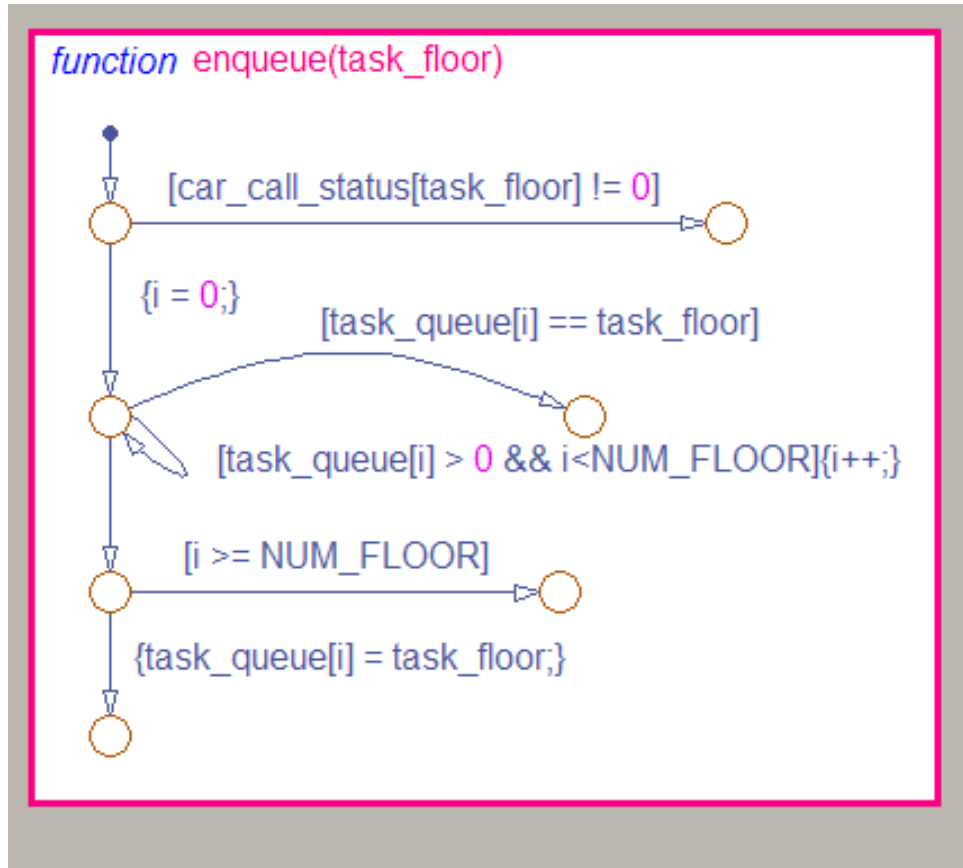 function enqueue(task_floor)
[car_call_status[task_floor] != 0]
{i = 0;}
[task_queue[i] == task_floor]
[task_queue[i] > 0 && i<NUM_FLOOR]{i++;}
[i >= NUM_FLOOR]
{task_queue[i] = task_floor;}